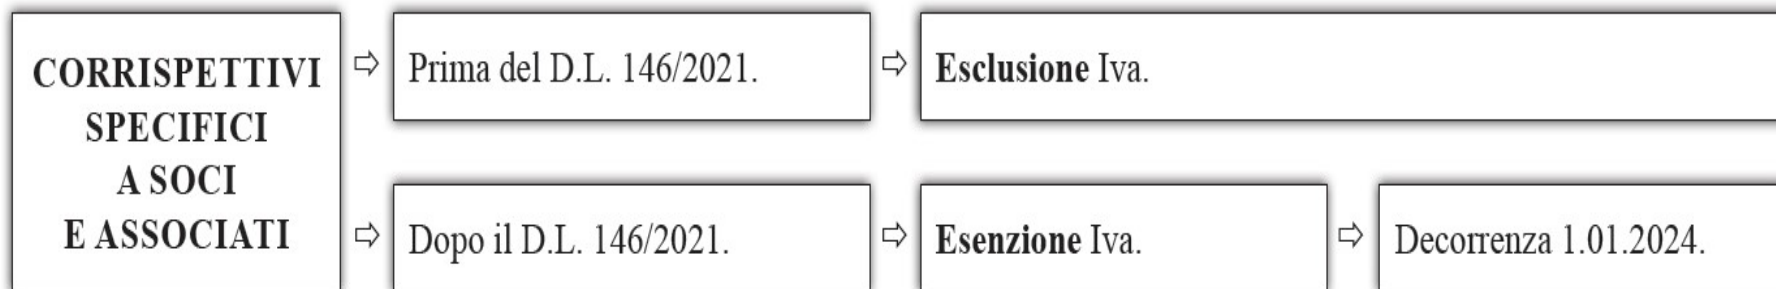 CORRISPETTIVI
SPECIFICI
A SOCI
E ASSOCIATI
Prima del D.L. 146/2021.
Esclusione Iva.
Dopo il D.L. 146/2021.
Esenzione Iva.
Decorrenza 1.01.2024.